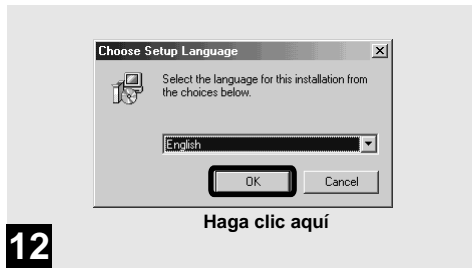 Choose Setup Language
Select the language for this installation from
the choices below.
English
OK
Cancel
Haga clic aquí
12